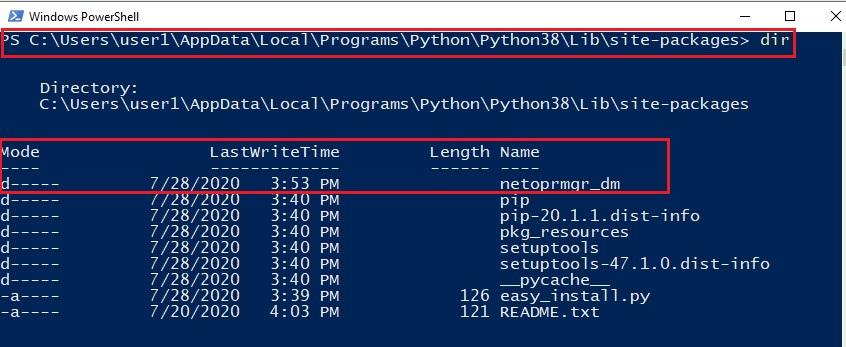 Windows PowerShell
PS C:\Users\user1\AppData\Local\Programs\Python\Python38\Lib\site-packages> dir
Directory:
C:\Users\user1\AppData\Local\Programs\Python\Python38\Lib\site-packages
Mode LastWriteTime Length Name
---- ------------- ------ ----
d----- 7/28/2020 3:53 PM netoprmgr_dm
d----- 7/28/2020 3:40 PM pip
d----- 7/28/2020 3:40 PM pip-20.1.1.dist-info
d----- 7/28/2020 3:40 PM pkg_resources
d----- 7/28/2020 3:40 PM setuptools
d----- 7/28/2020 3:40 PM setuptools-47.1.0.dist-info
d----- 7/28/2020 3:40 PM __pycache__
-a---- 7/28/2020 3:39 PM 126 easy_install.py
-a---- 7/20/2020 4:03 PM 121 README.txt